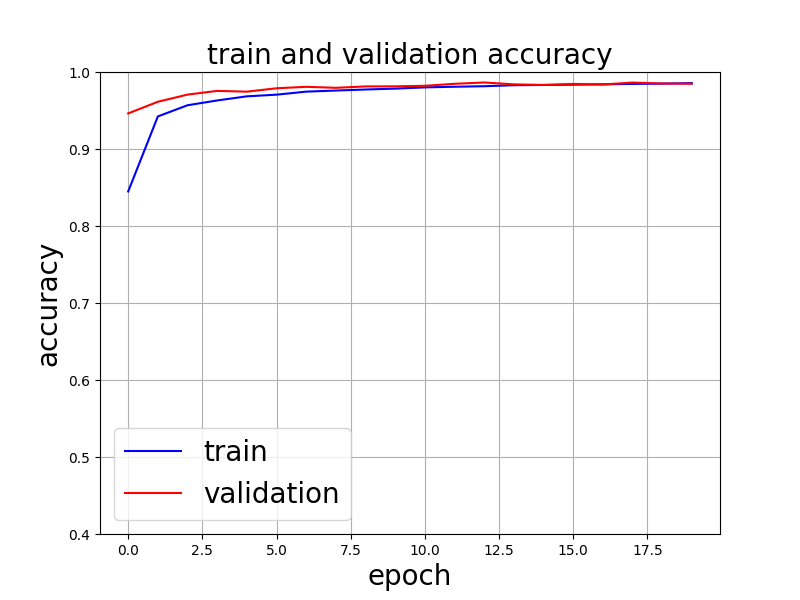 train and validation accuracy
1.0
0.9
0.8
0.7
0.6
0.5
0.4
accuracy
train
validation
0.0 2.5 5.0 7.5 10.0 12.5 15.0 17.5
epoch